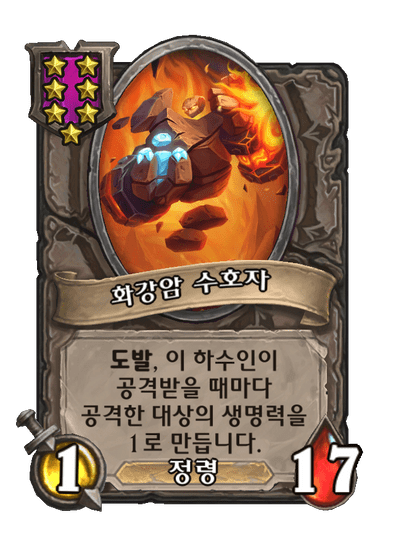 화강암 수호자
도발, 이 하수인이
공격받을 때마다
공격한 대상의 생명력을
1로 만듭니다.
정령
1
17